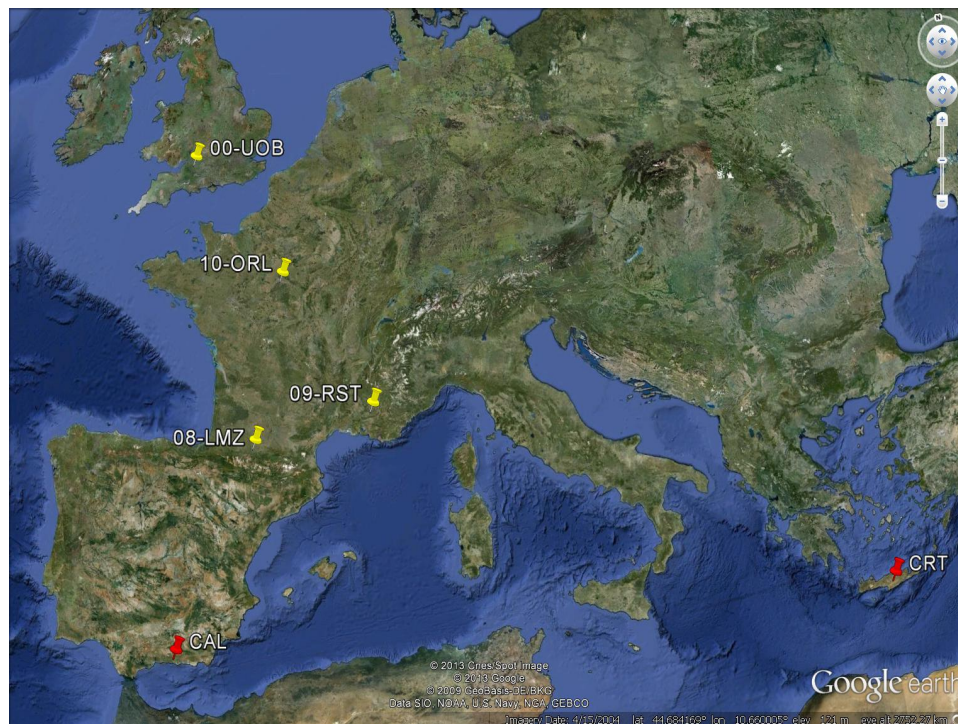 N
00-UOB
10-ORL
09-RST
08-LMZ
CRT
CAL
© 2013 Cnes/Spot Image
© 2013 Google
© 2009 GeoBasis-DE/BKG
Data SIO, NOAA, U.S. Navy, NGA, GEBCO
Google earth
Imagery Date: 4/15/2004 lat 44.684169° lon 10.660005° elev 121 m eye alt 2753.27 km